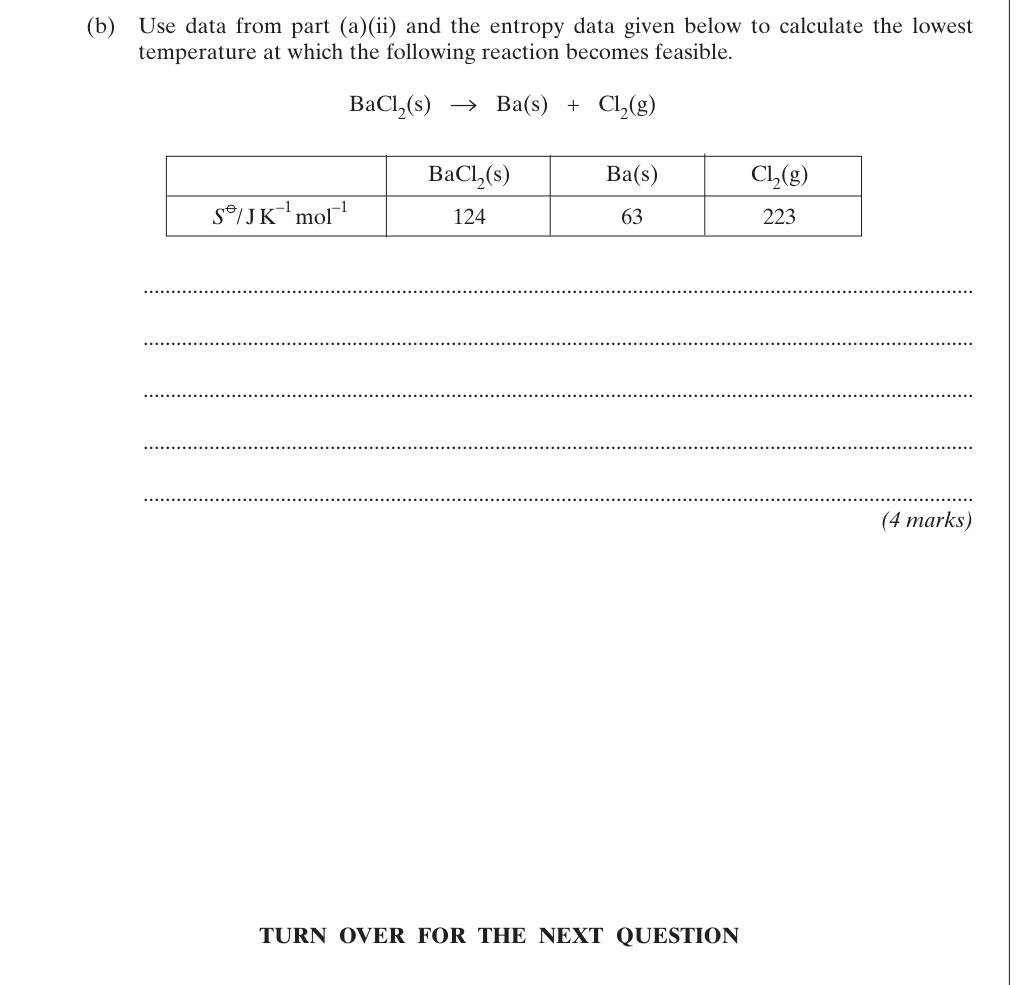 (b) Use data from part (a)(ii) and the entropy data given below to calculate the lowest
temperature at which the following reaction becomes feasible.
BaCl₂(s) → Ba(s) + Cl₂(g)
BaCl₂(s) Ba(s) Cl₂(g)
S⦵/J K⁻¹ mol⁻¹ 124 63 223
(4 marks)
TURN OVER FOR THE NEXT QUESTION